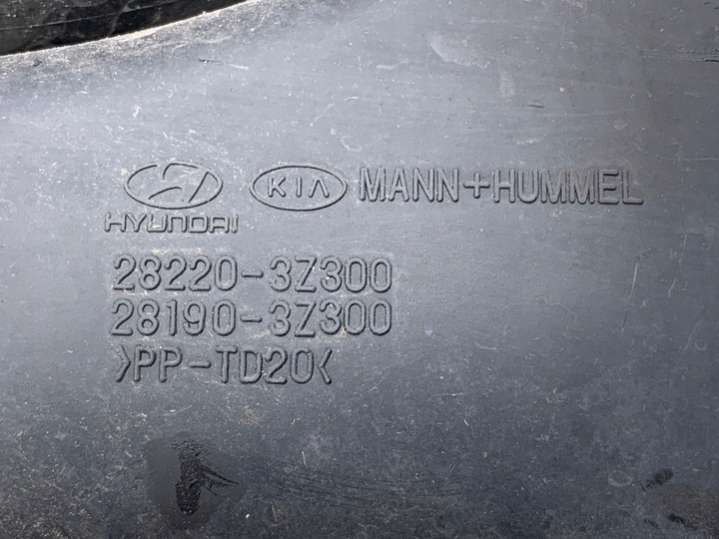 KIA MANN+HUMMEL
HYUNDAI
28220-3Z300
28190-3Z300
>PP-TD20<